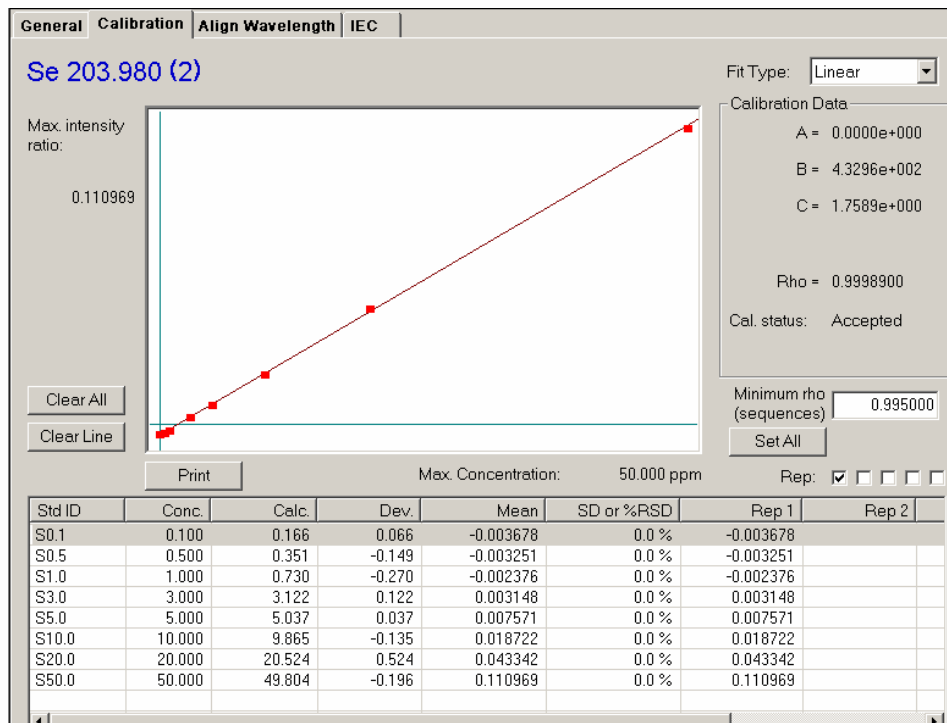 General Calibration Align Wavelength IEC
Se 203.980 (2)
Fit Type: Linear
Max. intensity
ratio:
0.110969
Calibration Data
A = 0.0000e+000
B = 4.3296e+002
C = 1.7589e+000
Rho = 0.9998900
Cal. status: Accepted
Clear All
Clear Line
Minimum rho
(sequences) 0.995000
Set All
Print
Max. Concentration: 50.000 ppm
Rep:
Std ID Conc. Calc. Dev. Mean SD or %RSD Rep 1 Rep 2
S0.1 0.100 0.166 0.066 -0.003678 0.0 % -0.003678
S0.5 0.500 0.351 -0.149 -0.003251 0.0 % -0.003251
S1.0 1.000 0.730 -0.270 -0.002376 0.0 % -0.002376
S3.0 3.000 3.122 0.122 0.003148 0.0 % 0.003148
S5.0 5.000 5.037 0.037 0.007571 0.0 % 0.007571
S10.0 10.000 9.865 -0.135 0.018722 0.0 % 0.018722
S20.0 20.000 20.524 0.524 0.043342 0.0 % 0.043342
S50.0 50.000 49.804 -0.196 0.110969 0.0 % 0.110969